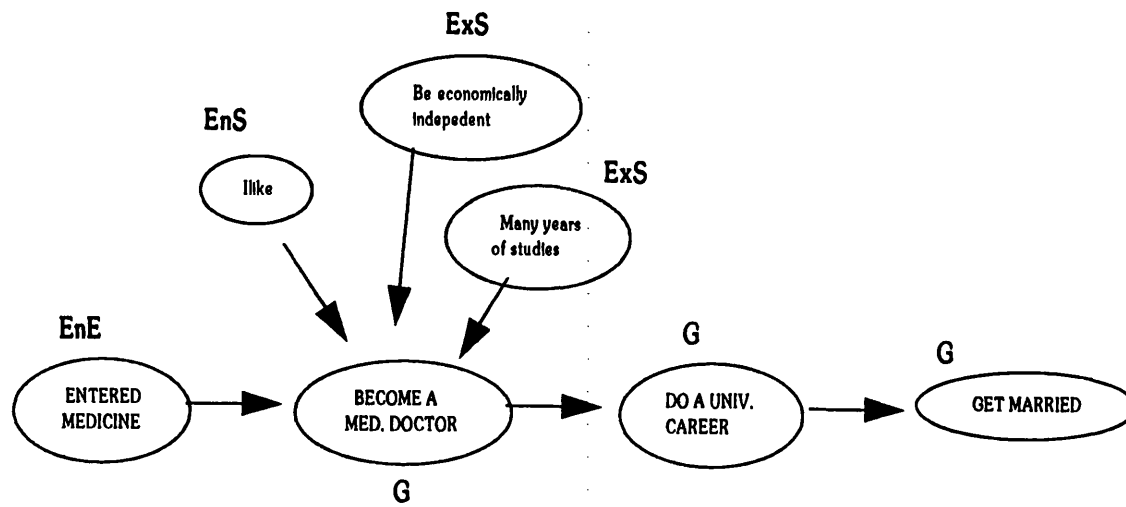 ExS
Be economically
indepedent
EnS
Ilike
ExS
Many years
of studies
EnE
ENTERED
MEDICINE
BECOME A
MED. DOCTOR
G
G
DO A UNIV.
CAREER
G
GET MARRIED